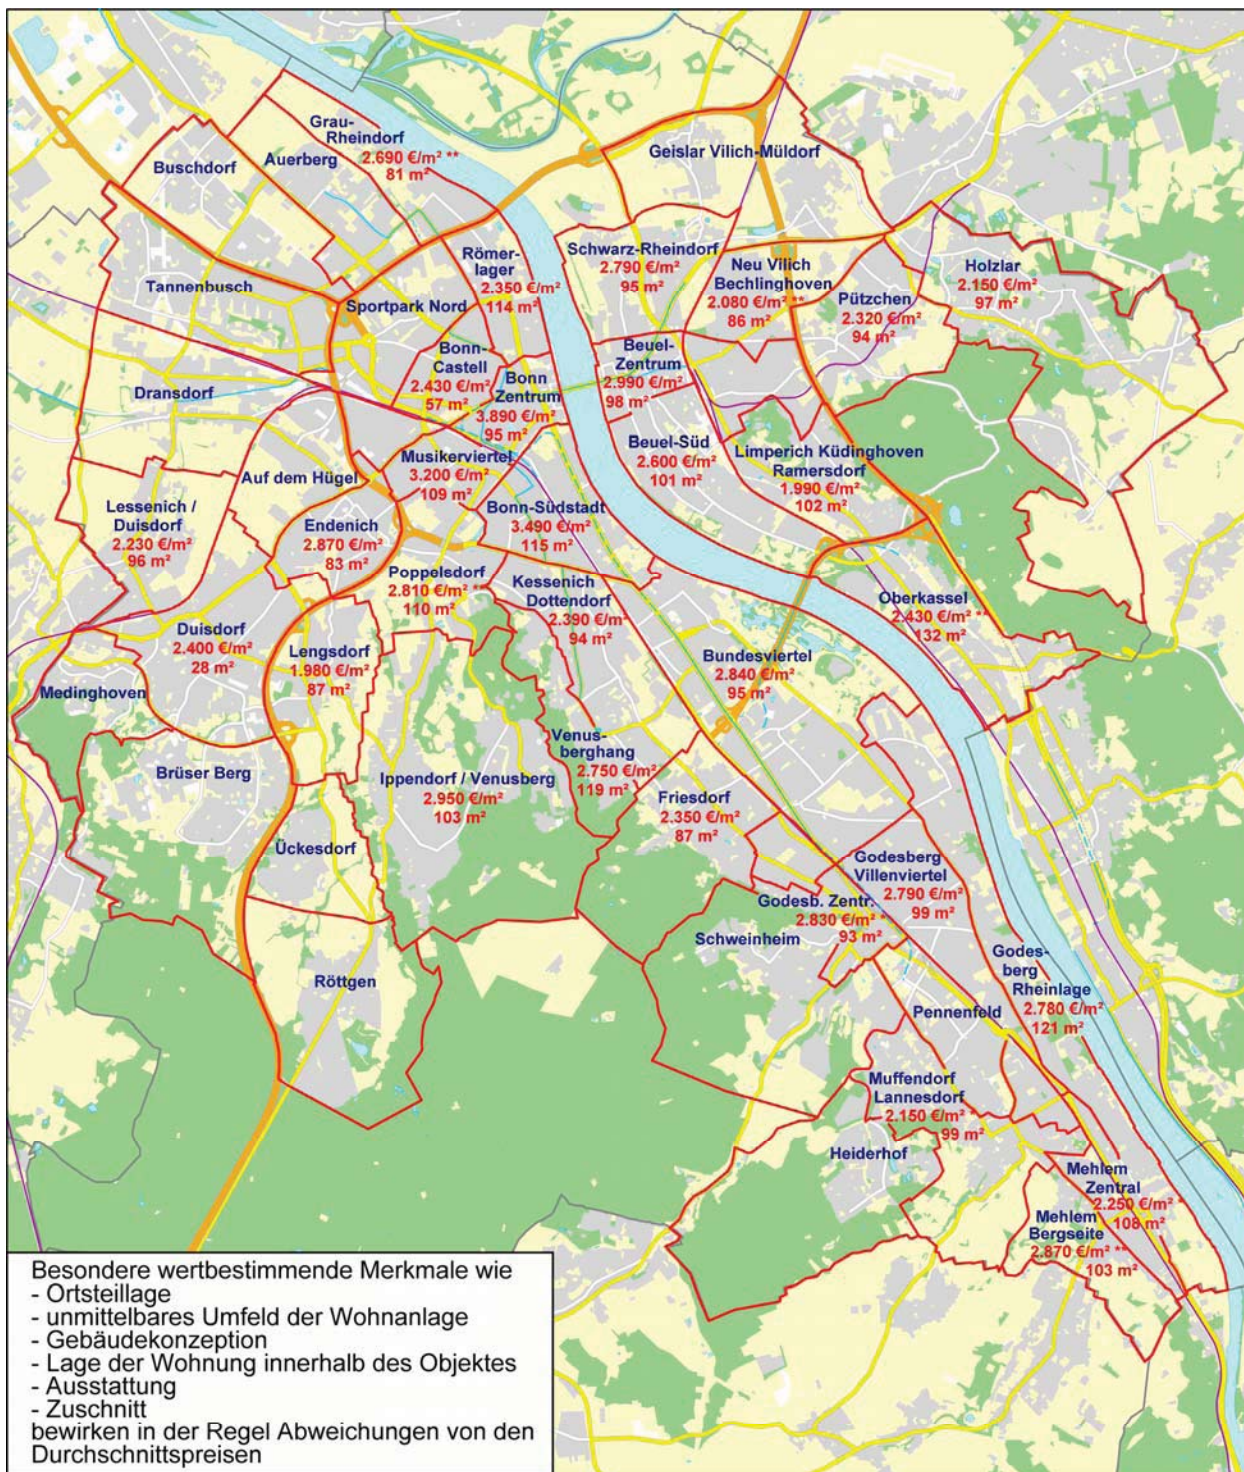 Grau-
Rheindorf
2.690 €/m² **
81 m²
Auerberg
Buschdorf
Geislar Vilich-Müldorf
Tannenbusch
Römer-
lager
2.350 €/m²
114 m²
Schwarz-Rheindorf
2.790 €/m²
95 m²
Neu Vilich
Bechlinghoven
2.080 €/m² **
86 m²
Holzlar
2.150 €/m²
97 m²
Pützchen
2.320 €/m²
94 m²
Sportpark Nord
Bonn-
Castell
2.430 €/m²
57 m²
Bonn
Zentrum
3.890 €/m²
95 m²
Beuel-
Zentrum
2.990 €/m²
98 m²
Dransdorf
Musikerviertel
3.200 €/m²
109 m²
Beuel-Süd
2.600 €/m²
101 m²
Limperich Küdinghoven
Ramersdorf
1.990 €/m²
102 m²
Auf dem Hügel
Lessenich /
Duisdorf
2.230 €/m²
96 m²
Endenich
2.870 €/m²
83 m²
Bonn-Südstadt
3.490 €/m²
115 m²
Poppelsdorf
2.810 €/m² **
110 m²
Kessenich
Dottendorf
2.390 €/m²
94 m²
Oberkassel
2.430 €/m² **
132 m²
Duisdorf
2.400 €/m²
28 m²
Lengsdorf
1.980 €/m²
87 m²
Bundesviertel
2.840 €/m²
95 m²
Medinghoven
Brüser Berg
Venus-
berghang
2.750 €/m²
119 m²
Ippendorf / Venusberg
2.950 €/m²
103 m²
Friesdorf
2.350 €/m²
87 m²
Ückesdorf
Godesberg
Villenviertel
2.790 €/m²
99 m²
Godesb. Zentr.
2.830 €/m² *
93 m²
Schweinheim
Röttgen
Godes-
berg
Rheinlage
2.780 €/m²
121 m²
Pennenfeld
Muffendorf
Lannesdorf
2.150 €/m² *
99 m²
Heiderhof
Mehlem
Zentral
2.250 €/m² *
108 m²
Mehlem
Bergseite
2.870 €/m² **
103 m²
Besondere wertbestimmende Merkmale wie
- Ortsteillage
- unmittelbares Umfeld der Wohnanlage
- Gebäudekonzeption
- Lage der Wohnung innerhalb des Objektes
- Ausstattung
- Zuschnitt
bewirken in der Regel Abweichungen von den
Durchschnittspreisen